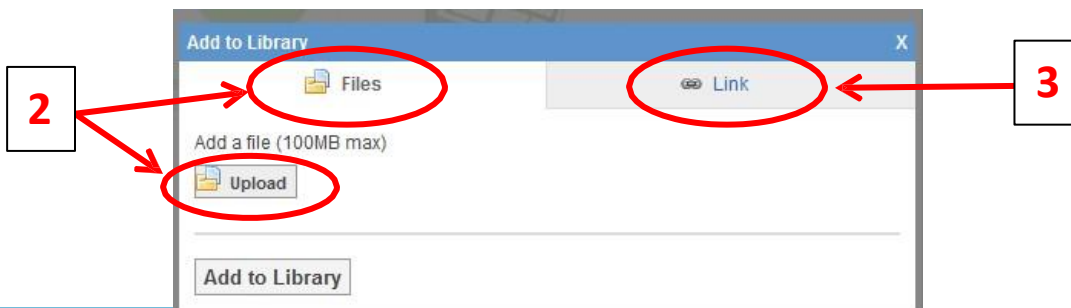 Add to Library X
Files Link
2 3
Add a file (100MB max)
Upload
Add to Library